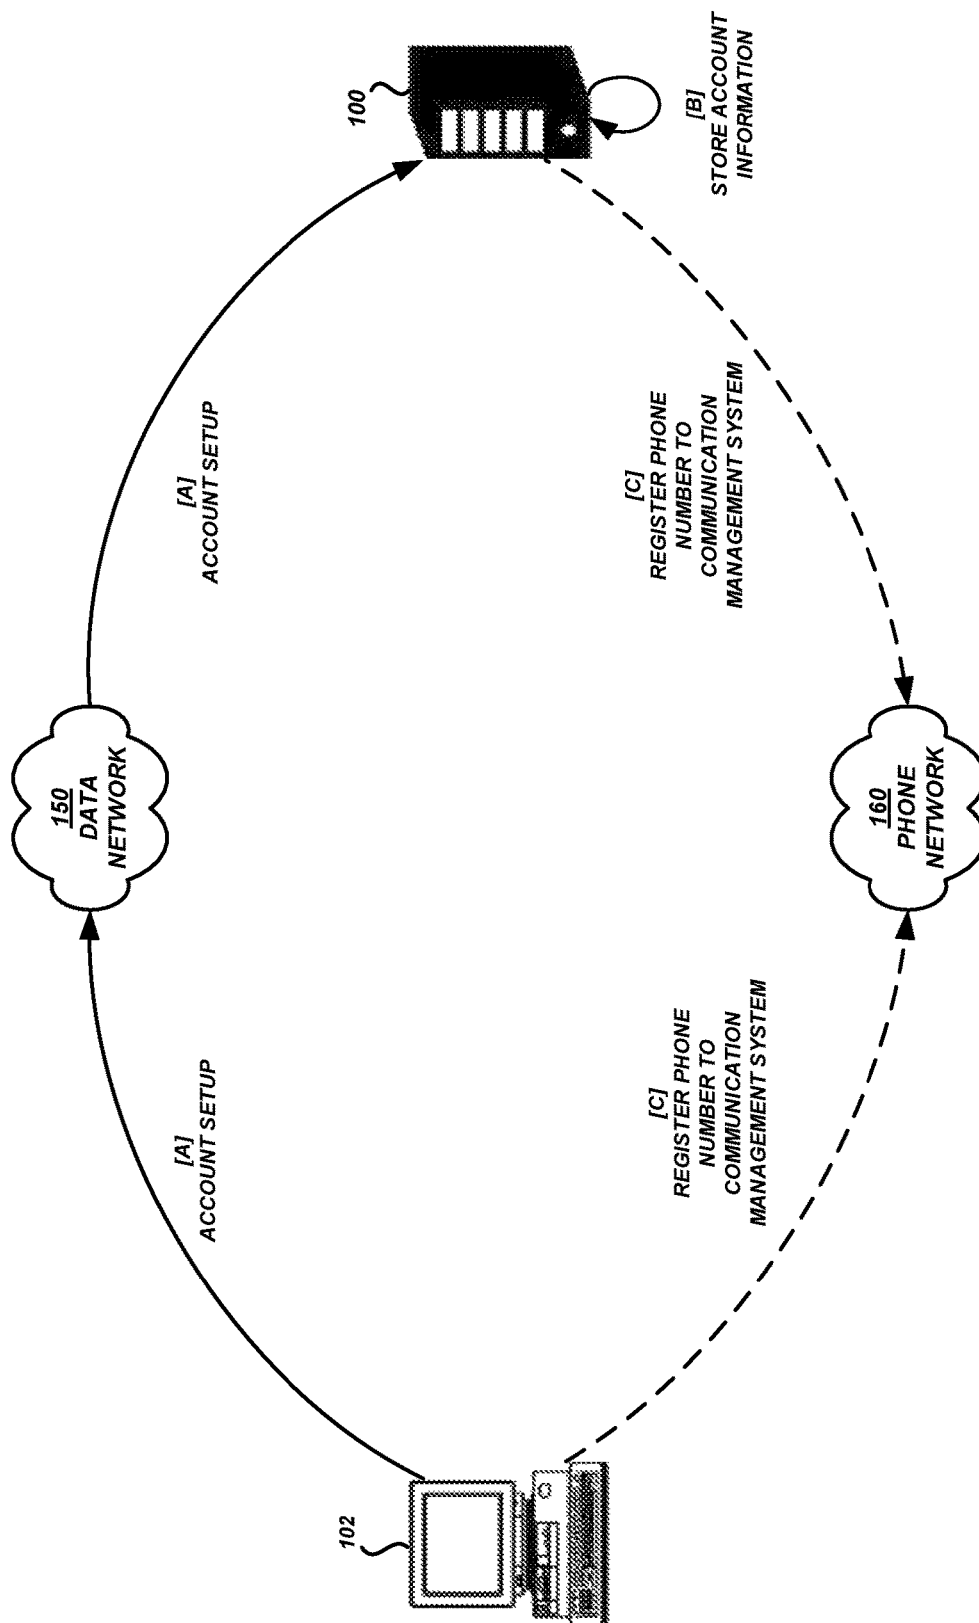 102
[A]
ACCOUNT SETUP
[C]
REGISTER PHONE
NUMBER TO
COMMUNICATION
MANAGEMENT SYSTEM
150
DATA
NETWORK
160
PHONE
NETWORK
[A]
ACCOUNT SETUP
[C]
REGISTER PHONE
NUMBER TO
COMMUNICATION
MANAGEMENT SYSTEM
100
[B]
STORE ACCOUNT
INFORMATION